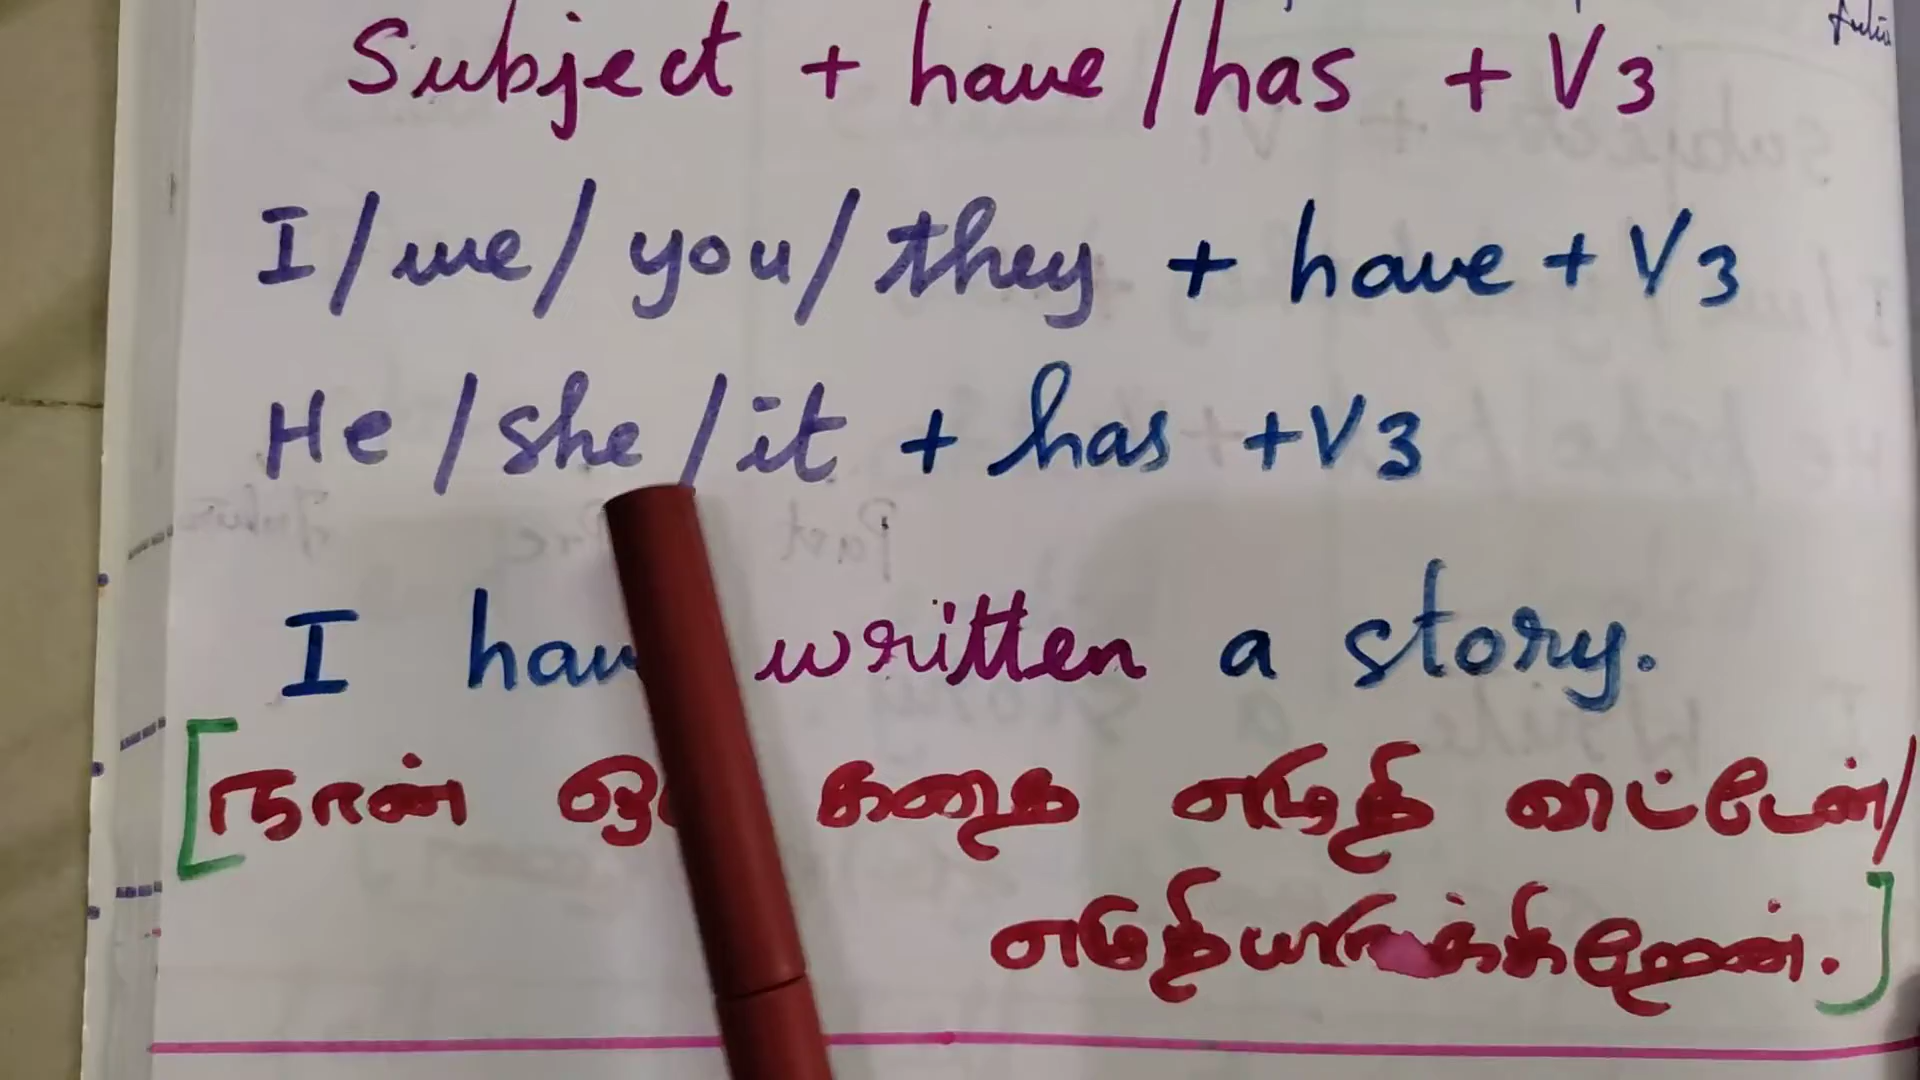 Subject + have / has + V3
I / we / you / they + have + V3
He / she / it + has + V3
I written a story.
[நான் கதை எழுதி விட்டேன் /
எழுதியிருக்கிறேன்.]